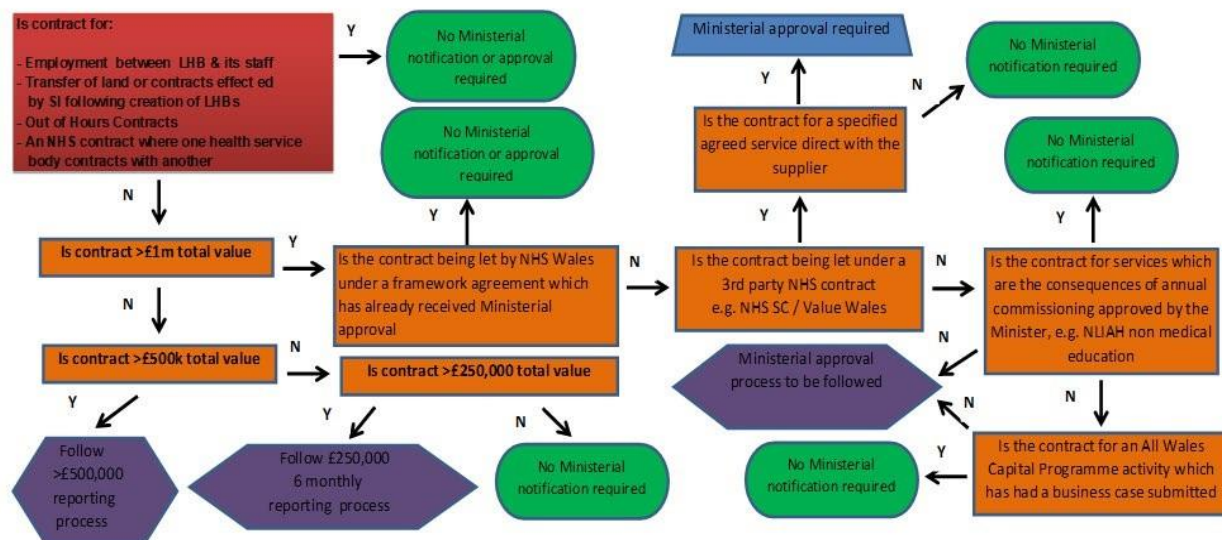 Is contract for:
- Employment between LHB & its staff
- Transfer of land or contracts effect ed
by SI following creation of LHBs
- Out of Hours Contracts
- An NHS contract where one health service
body contracts with another
Y
No Ministerial
notification or approval
required
N
No Ministerial
notification or approval
required
Y
Is contract >£1m total value
Y
Is the contract being let by NHS Wales
under a framework agreement which
has already received Ministerial
approval
N
Is the contract being let under a
3rd party NHS contract
e.g. NHS SC / Value Wales
Y
Is the contract for a specified
agreed service direct with the
supplier
Y
Ministerial approval required
N
No Ministerial
notification required
N
Is the contract for services which
are the consequences of annual
commissioning approved by the
Minister, e.g. NLIAH non medical
education
Y
No Ministerial
notification required
N
Ministerial approval
process to be followed
N
N
Is the contract for an All Wales
Capital Programme activity which
has had a business case submitted
Y
No Ministerial
notification required
N
Is contract >£500k total value
N
Is contract >£250,000 total value
Y
Follow
>£500,000
reporting
process
Y
Follow £250,000
6 monthly
reporting process
N
No Ministerial
notification required